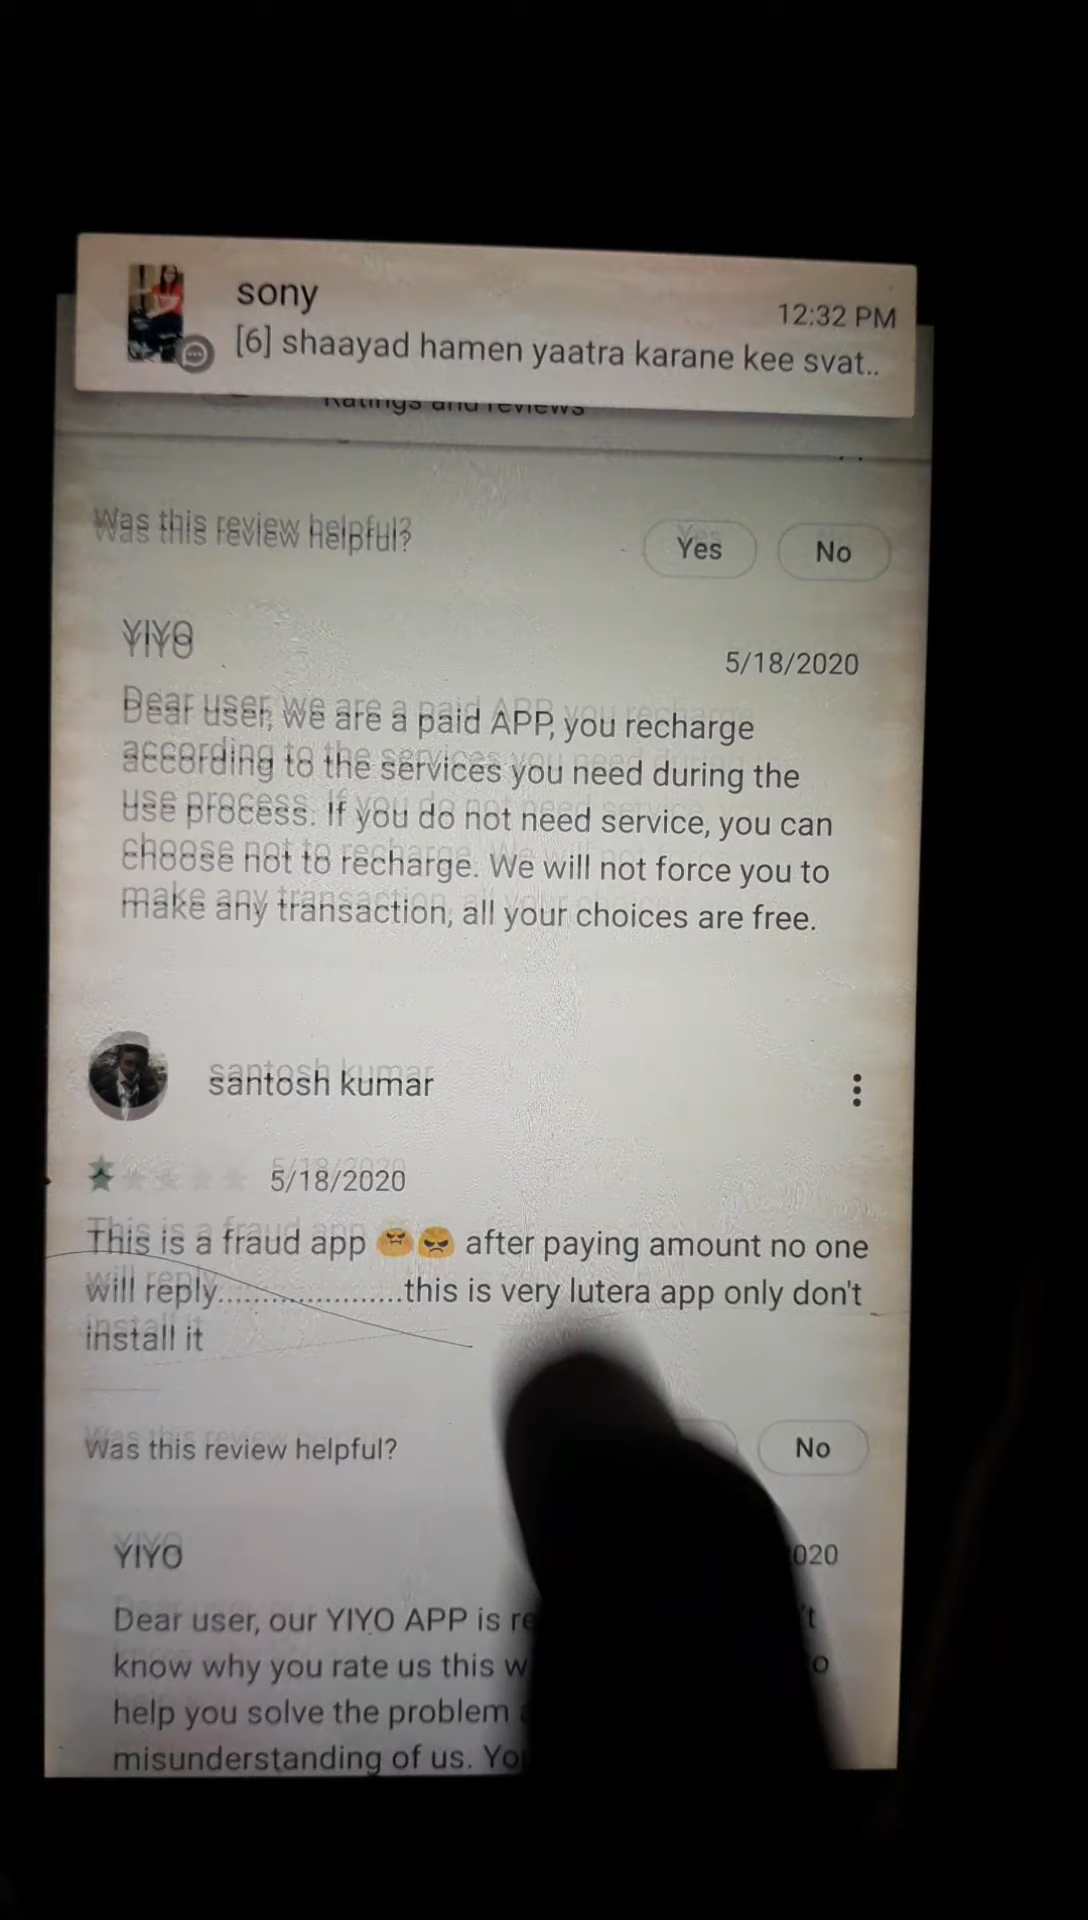 sony
12:32 PM
[6] shaayad hamen yaatra karane kee svat..
Ratings and reviews
Was this review helpful?
Yes
No
YIYO
5/18/2020
Dear user, we are a paid APP, you recharge
according to the services you need during the
use process. If you do not need service, you can
choose not to recharge. We will not force you to
make any transaction, all your choices are free.
santosh kumar
5/18/2020
This is a fraud app 😠😠 after paying amount no one
will reply......................this is very lutera app only don't
install it
Was this review helpful?
No
YIYO
020
Dear user, our YIYO APP is re
't
know why you rate us this w
o
help you solve the problem
misunderstanding of us. Yo